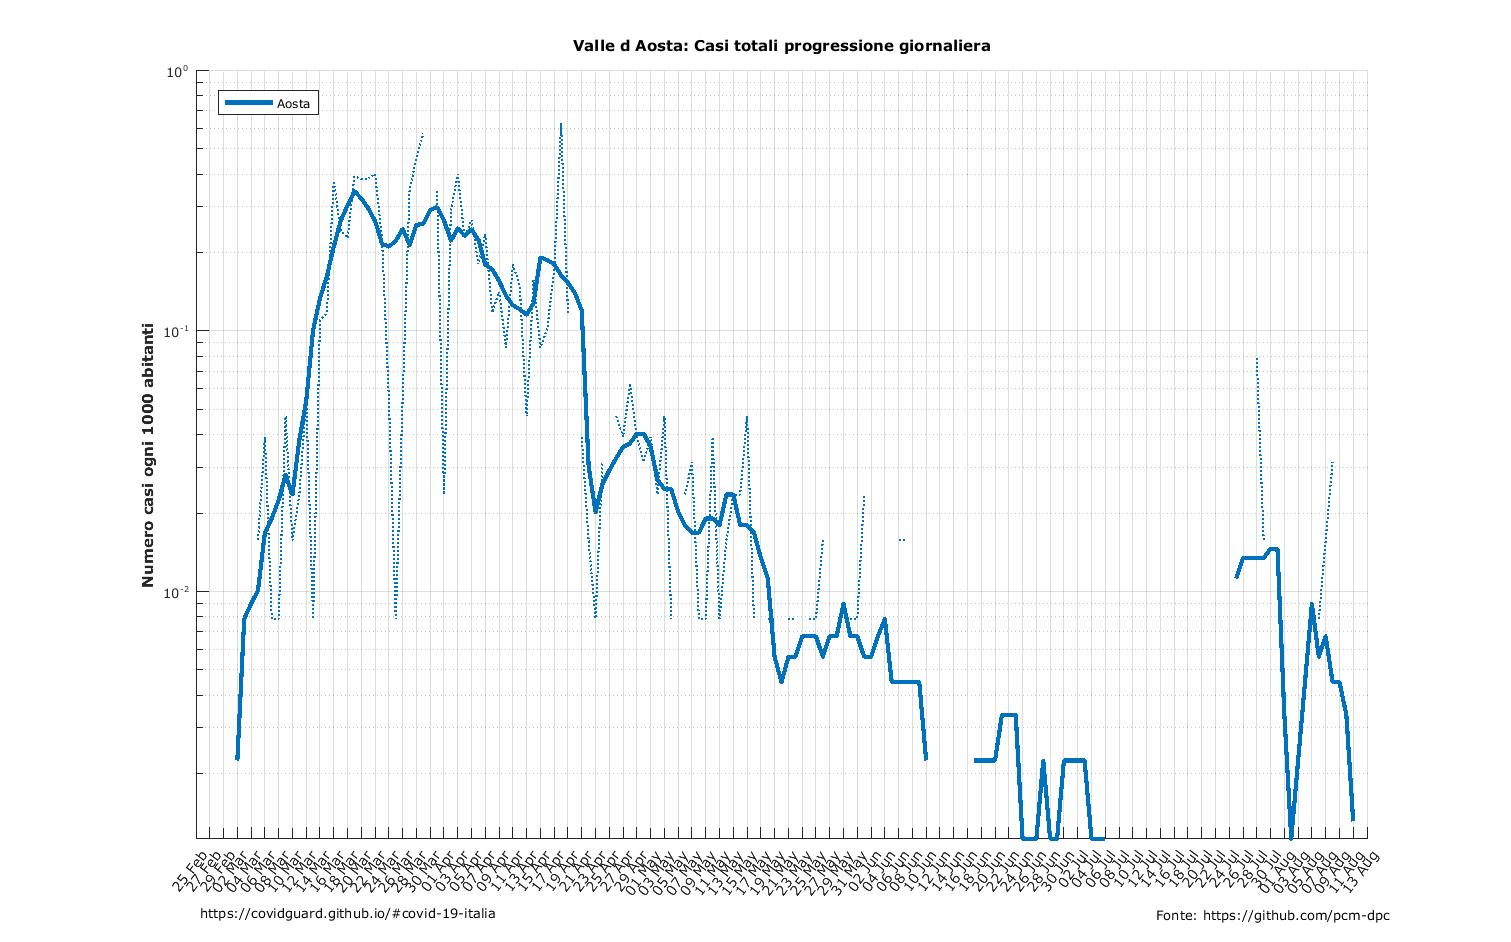 Valle d Aosta: Casi totali progressione giornaliera
10⁰
Aosta
10⁻¹
10⁻²
Numero casi ogni 1000 abitanti
25 Feb
27 Feb
29 Feb
02 Mar
04 Mar
06 Mar
08 Mar
10 Mar
12 Mar
14 Mar
16 Mar
18 Mar
20 Mar
22 Mar
24 Mar
26 Mar
28 Mar
30 Mar
01 Apr
03 Apr
05 Apr
07 Apr
09 Apr
11 Apr
13 Apr
15 Apr
17 Apr
19 Apr
21 Apr
23 Apr
25 Apr
27 Apr
29 Apr
01 May
03 May
05 May
07 May
09 May
11 May
13 May
15 May
17 May
19 May
21 May
23 May
25 May
27 May
29 May
31 May
02 Jun
04 Jun
06 Jun
08 Jun
10 Jun
12 Jun
14 Jun
16 Jun
18 Jun
20 Jun
22 Jun
24 Jun
26 Jun
28 Jun
30 Jun
02 Jul
04 Jul
06 Jul
08 Jul
10 Jul
12 Jul
14 Jul
16 Jul
18 Jul
20 Jul
22 Jul
24 Jul
26 Jul
28 Jul
30 Jul
01 Aug
03 Aug
05 Aug
07 Aug
09 Aug
11 Aug
13 Aug
https://covidguard.github.io/#covid-19-italia
Fonte: https://github.com/pcm-dpc